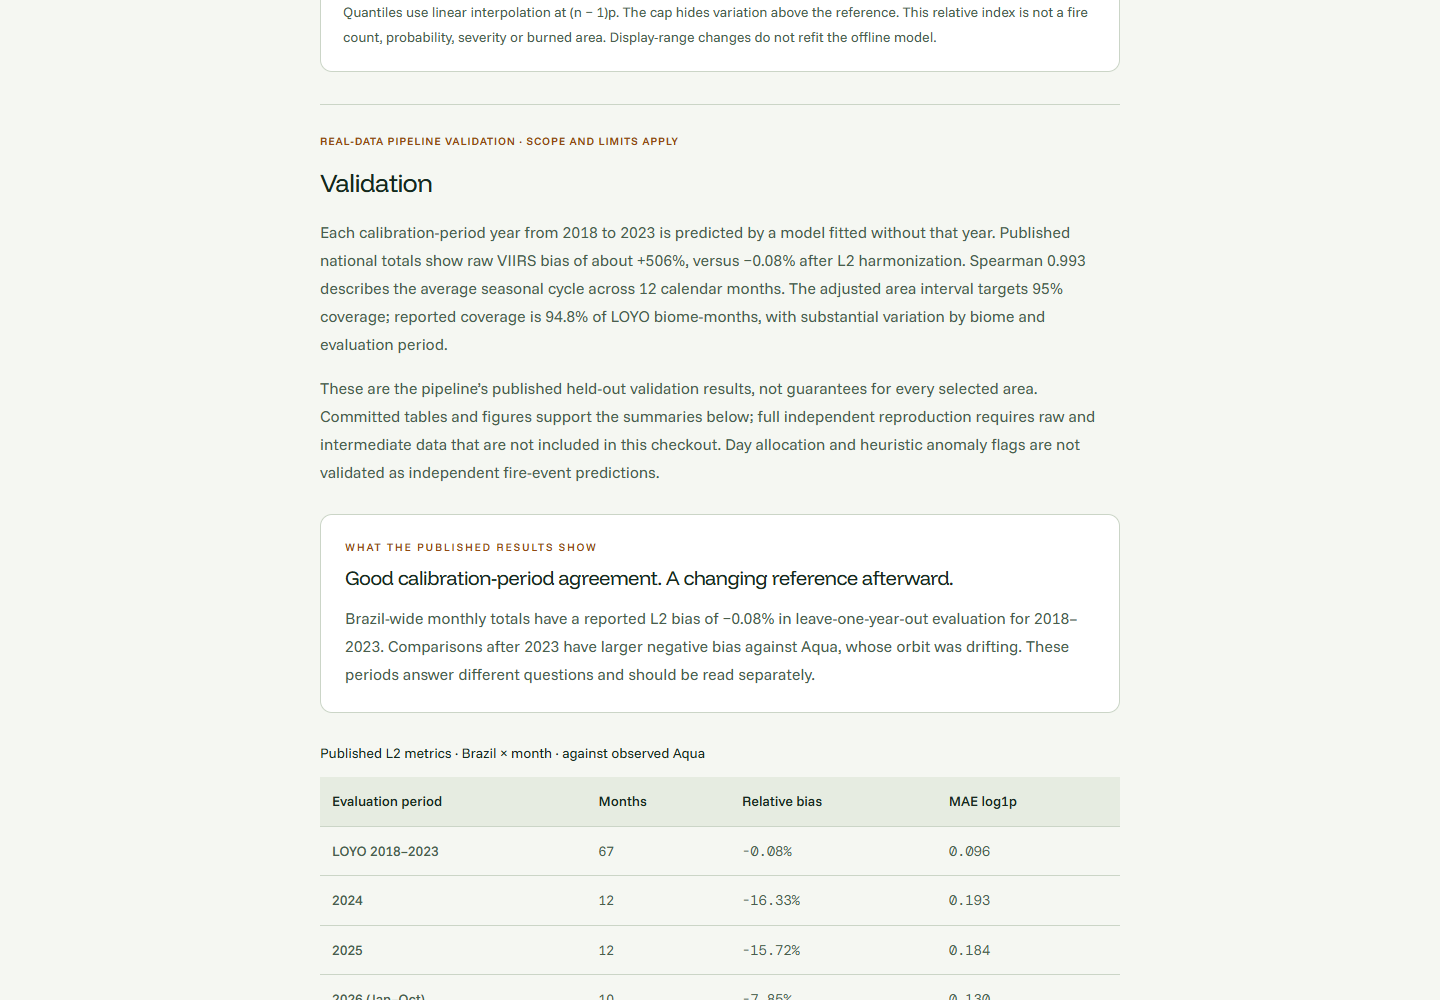 Quantiles use linear interpolation at (n − 1)p. The cap hides variation above the reference. This relative index is not a fire
count, probability, severity or burned area. Display-range changes do not refit the offline model.
REAL-DATA PIPELINE VALIDATION · SCOPE AND LIMITS APPLY
Validation
Each calibration-period year from 2018 to 2023 is predicted by a model fitted without that year. Published
national totals show raw VIIRS bias of about +506%, versus −0.08% after L2 harmonization. Spearman 0.993
describes the average seasonal cycle across 12 calendar months. The adjusted area interval targets 95%
coverage; reported coverage is 94.8% of LOYO biome-months, with substantial variation by biome and
evaluation period.
These are the pipeline’s published held-out validation results, not guarantees for every selected area.
Committed tables and figures support the summaries below; full independent reproduction requires raw and
intermediate data that are not included in this checkout. Day allocation and heuristic anomaly flags are not
validated as independent fire-event predictions.
WHAT THE PUBLISHED RESULTS SHOW
Good calibration-period agreement. A changing reference afterward.
Brazil-wide monthly totals have a reported L2 bias of −0.08% in leave-one-year-out evaluation for 2018–
2023. Comparisons after 2023 have larger negative bias against Aqua, whose orbit was drifting. These
periods answer different questions and should be read separately.
Published L2 metrics · Brazil × month · against observed Aqua
Evaluation period Months Relative bias MAE log1p
LOYO 2018–2023 67 -0.08% 0.096
2024 12 -16.33% 0.193
2025 12 -15.72% 0.184
2026 (Jan–Oct) 10 -7.85% 0.130